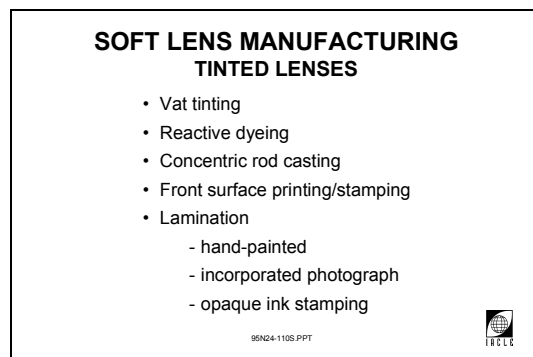 SOFT LENS MANUFACTURING
TINTED LENSES
• Vat tinting
• Reactive dyeing
• Concentric rod casting
• Front surface printing/stamping
• Lamination
- hand-painted
- incorporated photograph
- opaque ink stamping
95N24-110S.PPT
IACLE